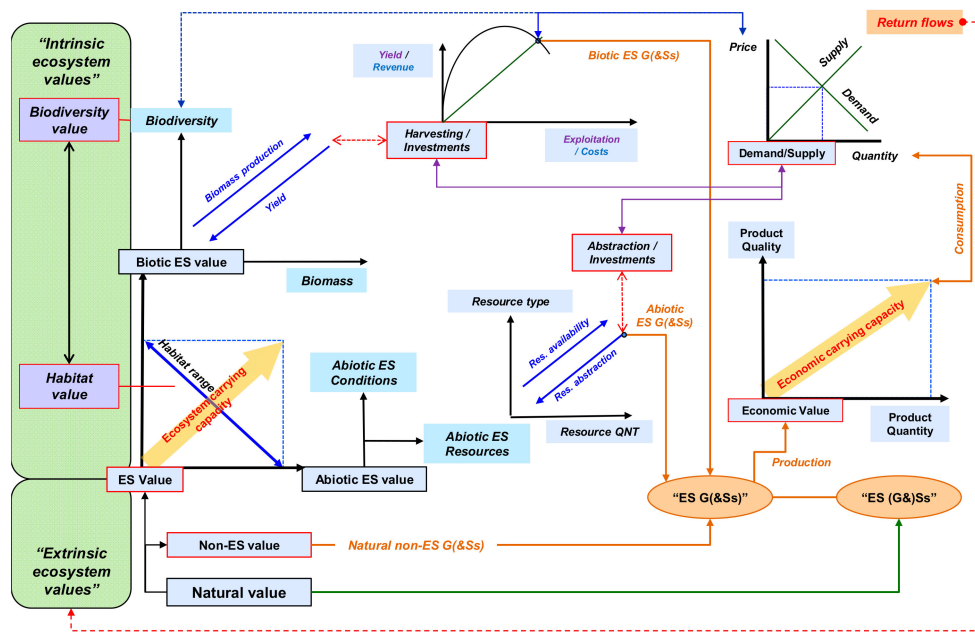 Return flows
“Intrinsic
ecosystem
values”
Biodiversity
value
Biodiversity
Yield /
Revenue
Harvesting /
Investments
Exploitation
/ Costs
Biotic ES G(&Ss)
Price
Supply
Demand
Demand/Supply
Quantity
Biomass production
Yield
Consumption
Biotic ES value
Biomass
Abstraction /
Investments
Product
Quality
Resource type
Abiotic
ES G(&Ss)
Res. availability
Res. abstraction
Resource QNT
Economic carrying capacity
Economic Value
Product
Quantity
Habitat
value
Habitat range
Ecosystem carrying
capacity
Abiotic ES
Conditions
Abiotic ES
Resources
ES Value
Abiotic ES value
Production
“ES G(&Ss)”
“ES (G&)Ss”
“Extrinsic
ecosystem
values”
Non-ES value
Natural non-ES G(&Ss)
Natural value